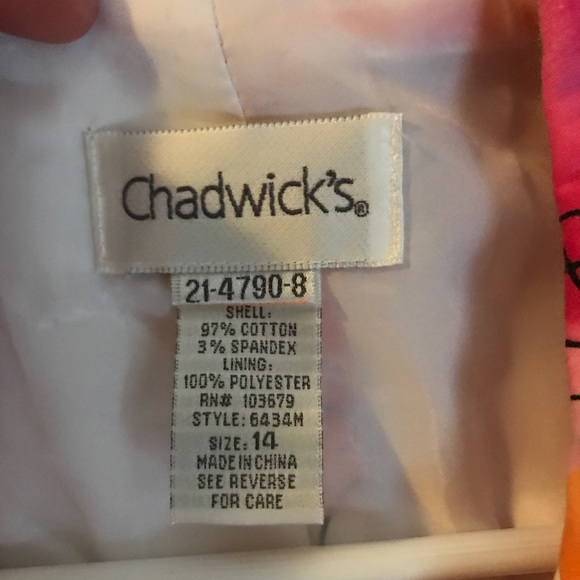 Chadwick's®
21-4790-8
SHELL:
97% COTTON
3% SPANDEX
LINING:
100% POLYESTER
RN# 103679
STYLE: 6434M
SIZE: 14
MADE IN CHINA
SEE REVERSE
FOR CARE